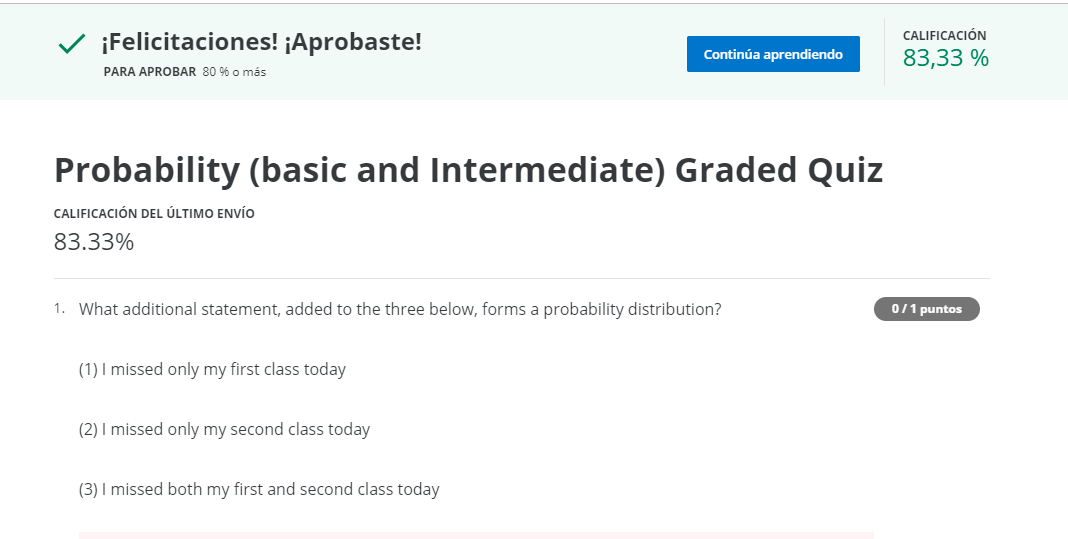 ¡Felicitaciones! ¡Aprobaste!
PARA APROBAR 80 % o más
Continúa aprendiendo
CALIFICACIÓN
83,33 %
Probability (basic and Intermediate) Graded Quiz
CALIFICACIÓN DEL ÚLTIMO ENVÍO
83.33%
1. What additional statement, added to the three below, forms a probability distribution?
0 / 1 puntos
(1) I missed only my first class today
(2) I missed only my second class today
(3) I missed both my first and second class today